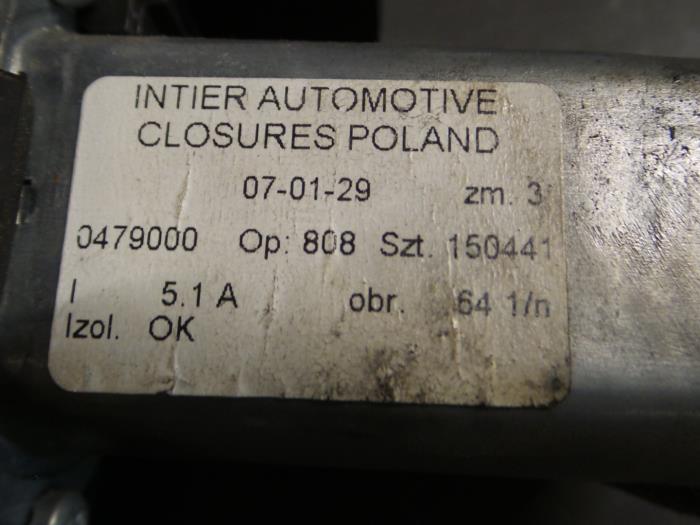 INTIER AUTOMOTIVE
CLOSURES POLAND
07-01-29 zm. 3
0479000 Op: 808 Szt. 150441
I 5.1 A obr. 64 1/n
Izol. OK